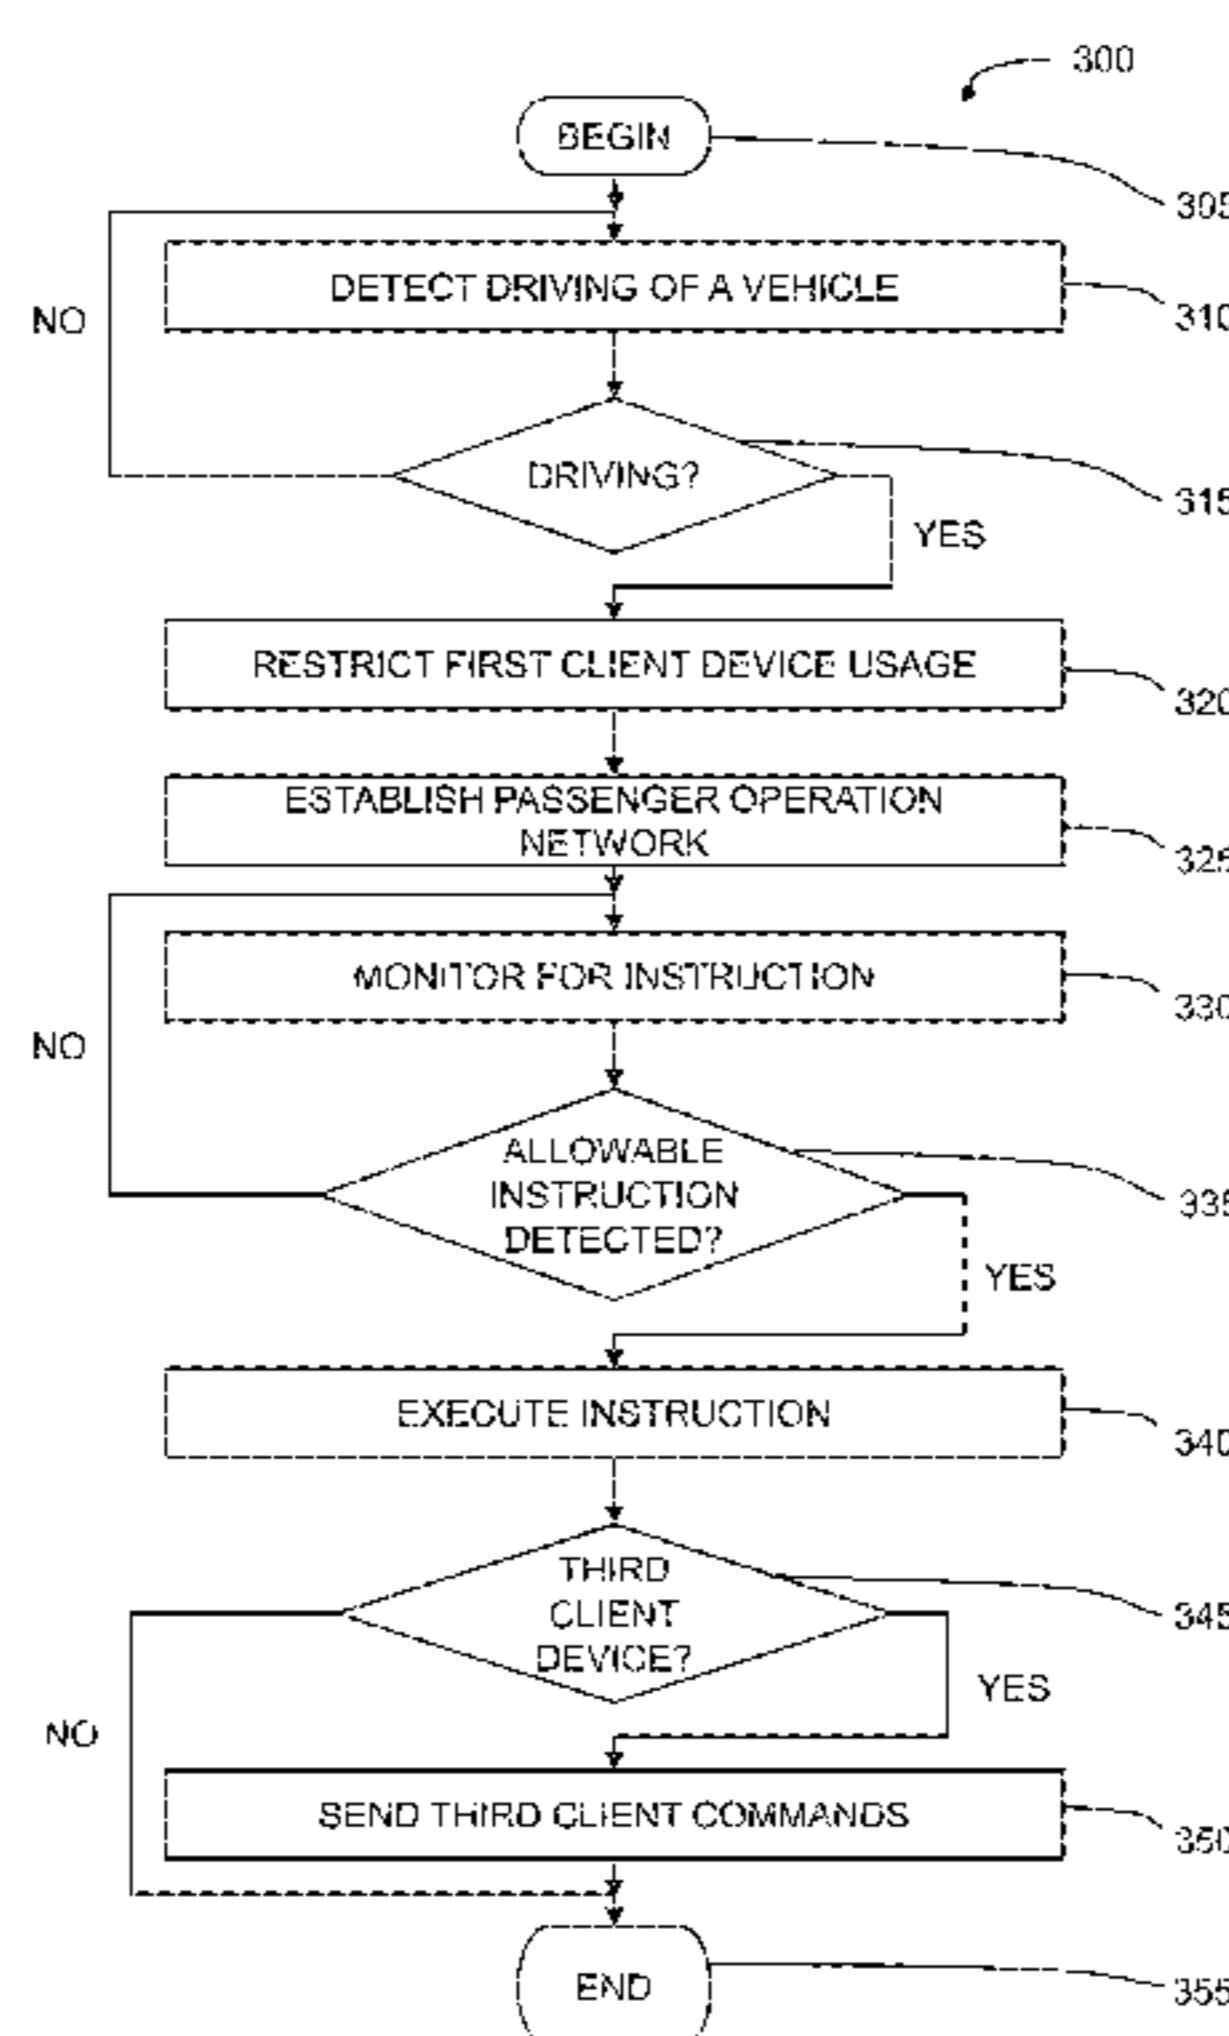 300
BEGIN
305
DETECT DRIVING OF A VEHICLE
310
NO
DRIVING?
315
YES
RESTRICT FIRST CLIENT DEVICE USAGE
320
ESTABLISH PASSENGER OPERATION
NETWORK
325
MONITOR FOR INSTRUCTION
330
NO
ALLOWABLE
INSTRUCTION
DETECTED?
335
YES
EXECUTE INSTRUCTION
340
THIRD
CLIENT
DEVICE?
345
YES
NO
SEND THIRD CLIENT COMMANDS
350
END
355